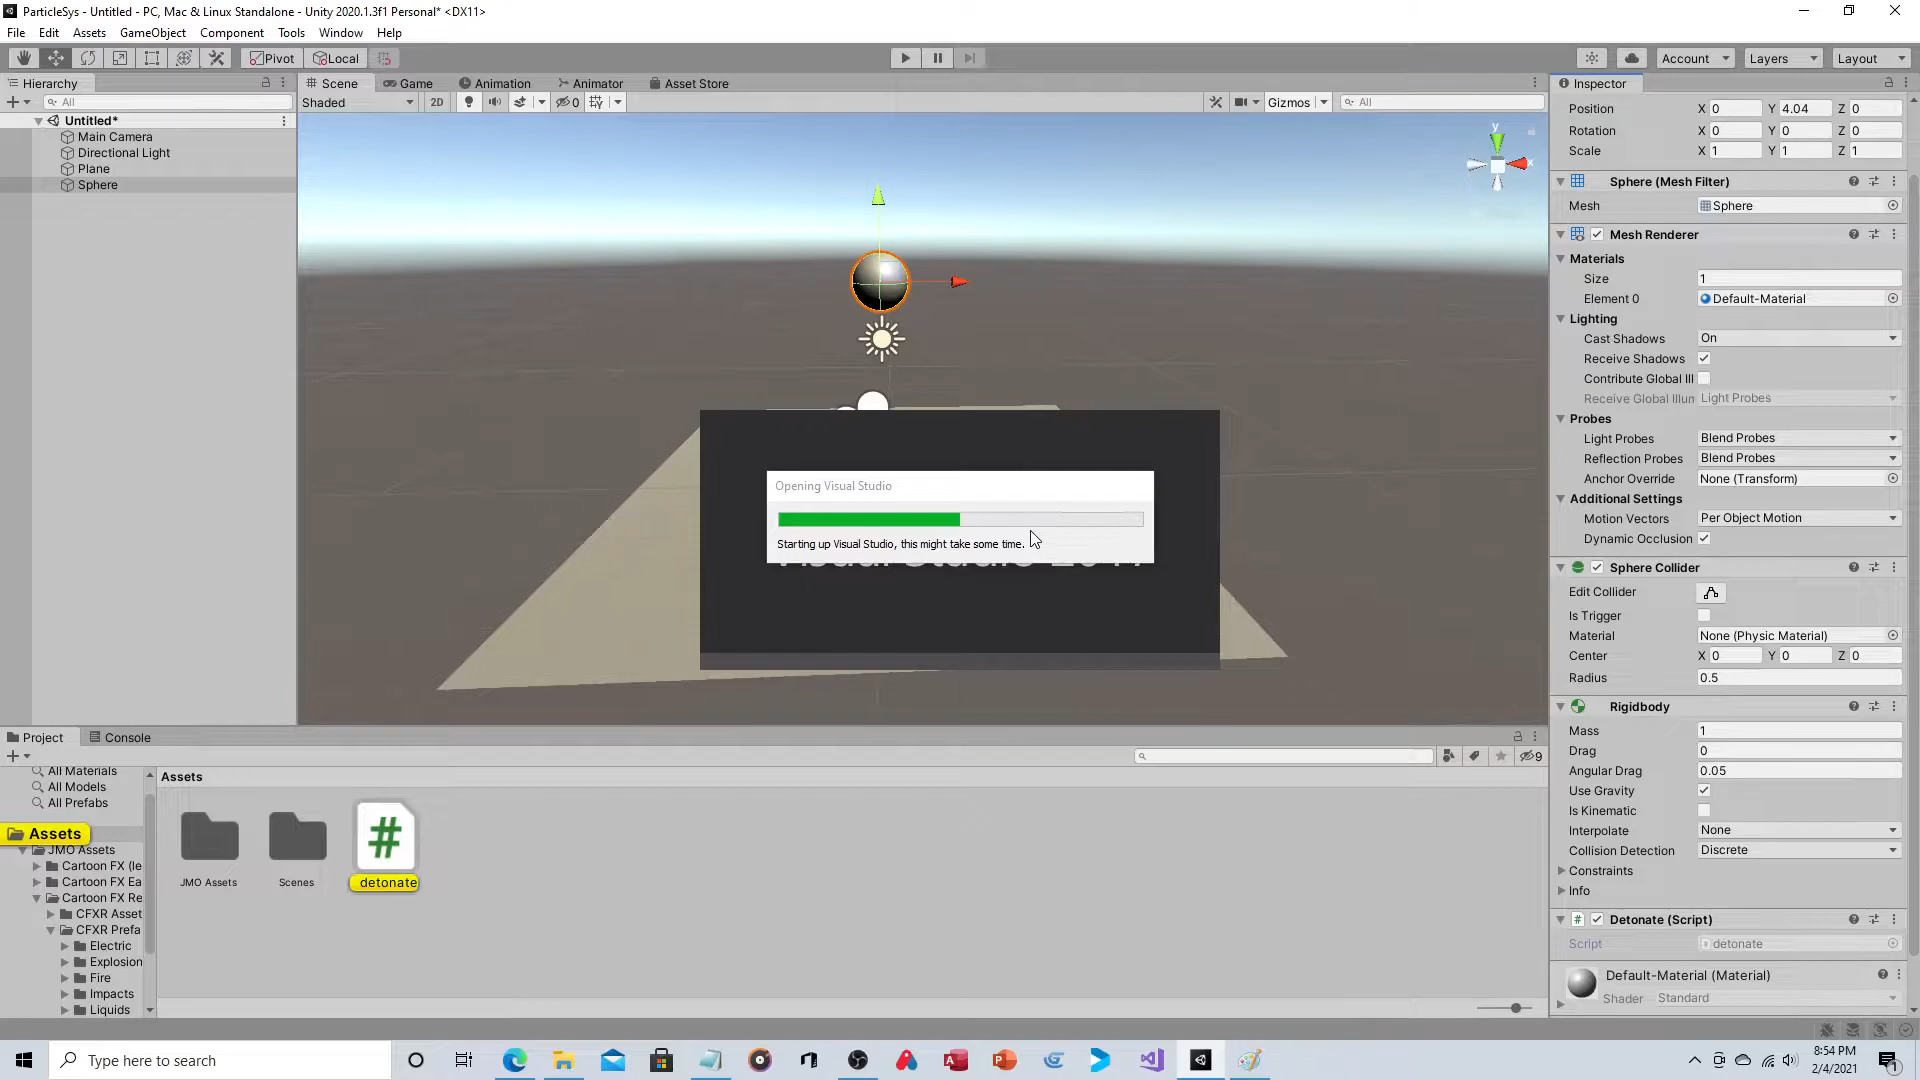 ParticleSys - Untitled - PC, Mac & Linux Standalone - Unity 2020.1.3f1 Personal* <DX11>
File Edit Assets GameObject Component Tools Window Help
Pivot Local Account Layers Layout
Hierarchy
All
Untitled*
Main Camera
Directional Light
Plane
Sphere
Scene Game Animation Animator Asset Store
Shaded 2D 0 Gizmos All
y
x
Opening Visual Studio
Starting up Visual Studio, this might take some time.
Inspector
Position X 0 Y 4.04 Z 0
Rotation X 0 Y 0 Z 0
Scale X 1 Y 1 Z 1
Sphere (Mesh Filter)
Mesh Sphere
Mesh Renderer
Materials
Size 1
Element 0 Default-Material
Lighting
Cast Shadows On
Receive Shadows
Contribute Global Ill
Receive Global Illum Light Probes
Probes
Light Probes Blend Probes
Reflection Probes Blend Probes
Anchor Override None (Transform)
Additional Settings
Motion Vectors Per Object Motion
Dynamic Occlusion
Sphere Collider
Edit Collider
Is Trigger
Material None (Physic Material)
Center X 0 Y 0 Z 0
Radius 0.5
Rigidbody
Mass 1
Drag 0
Angular Drag 0.05
Use Gravity
Is Kinematic
Interpolate None
Collision Detection Discrete
Constraints
Info
Detonate (Script)
Script detonate
Default-Material (Material)
Shader Standard
Project Console
9
All Materials
All Models
All Prefabs
Assets
JMO Assets
Cartoon FX (le
Cartoon FX Ea
Cartoon FX Re
CFXR Asset
CFXR Prefa
Electric
Explosion
Fire
Impacts
Liquids
Assets
JMO Assets Scenes detonate
Type here to search
8:54 PM
2/4/2021
1